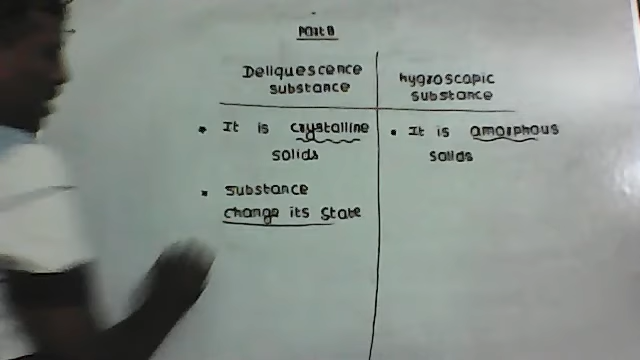 Part B
Deliquescence
substance
hygroscopic
substance
• It is crystalline
solids
• It is amorphous
solids
• substance
change its state